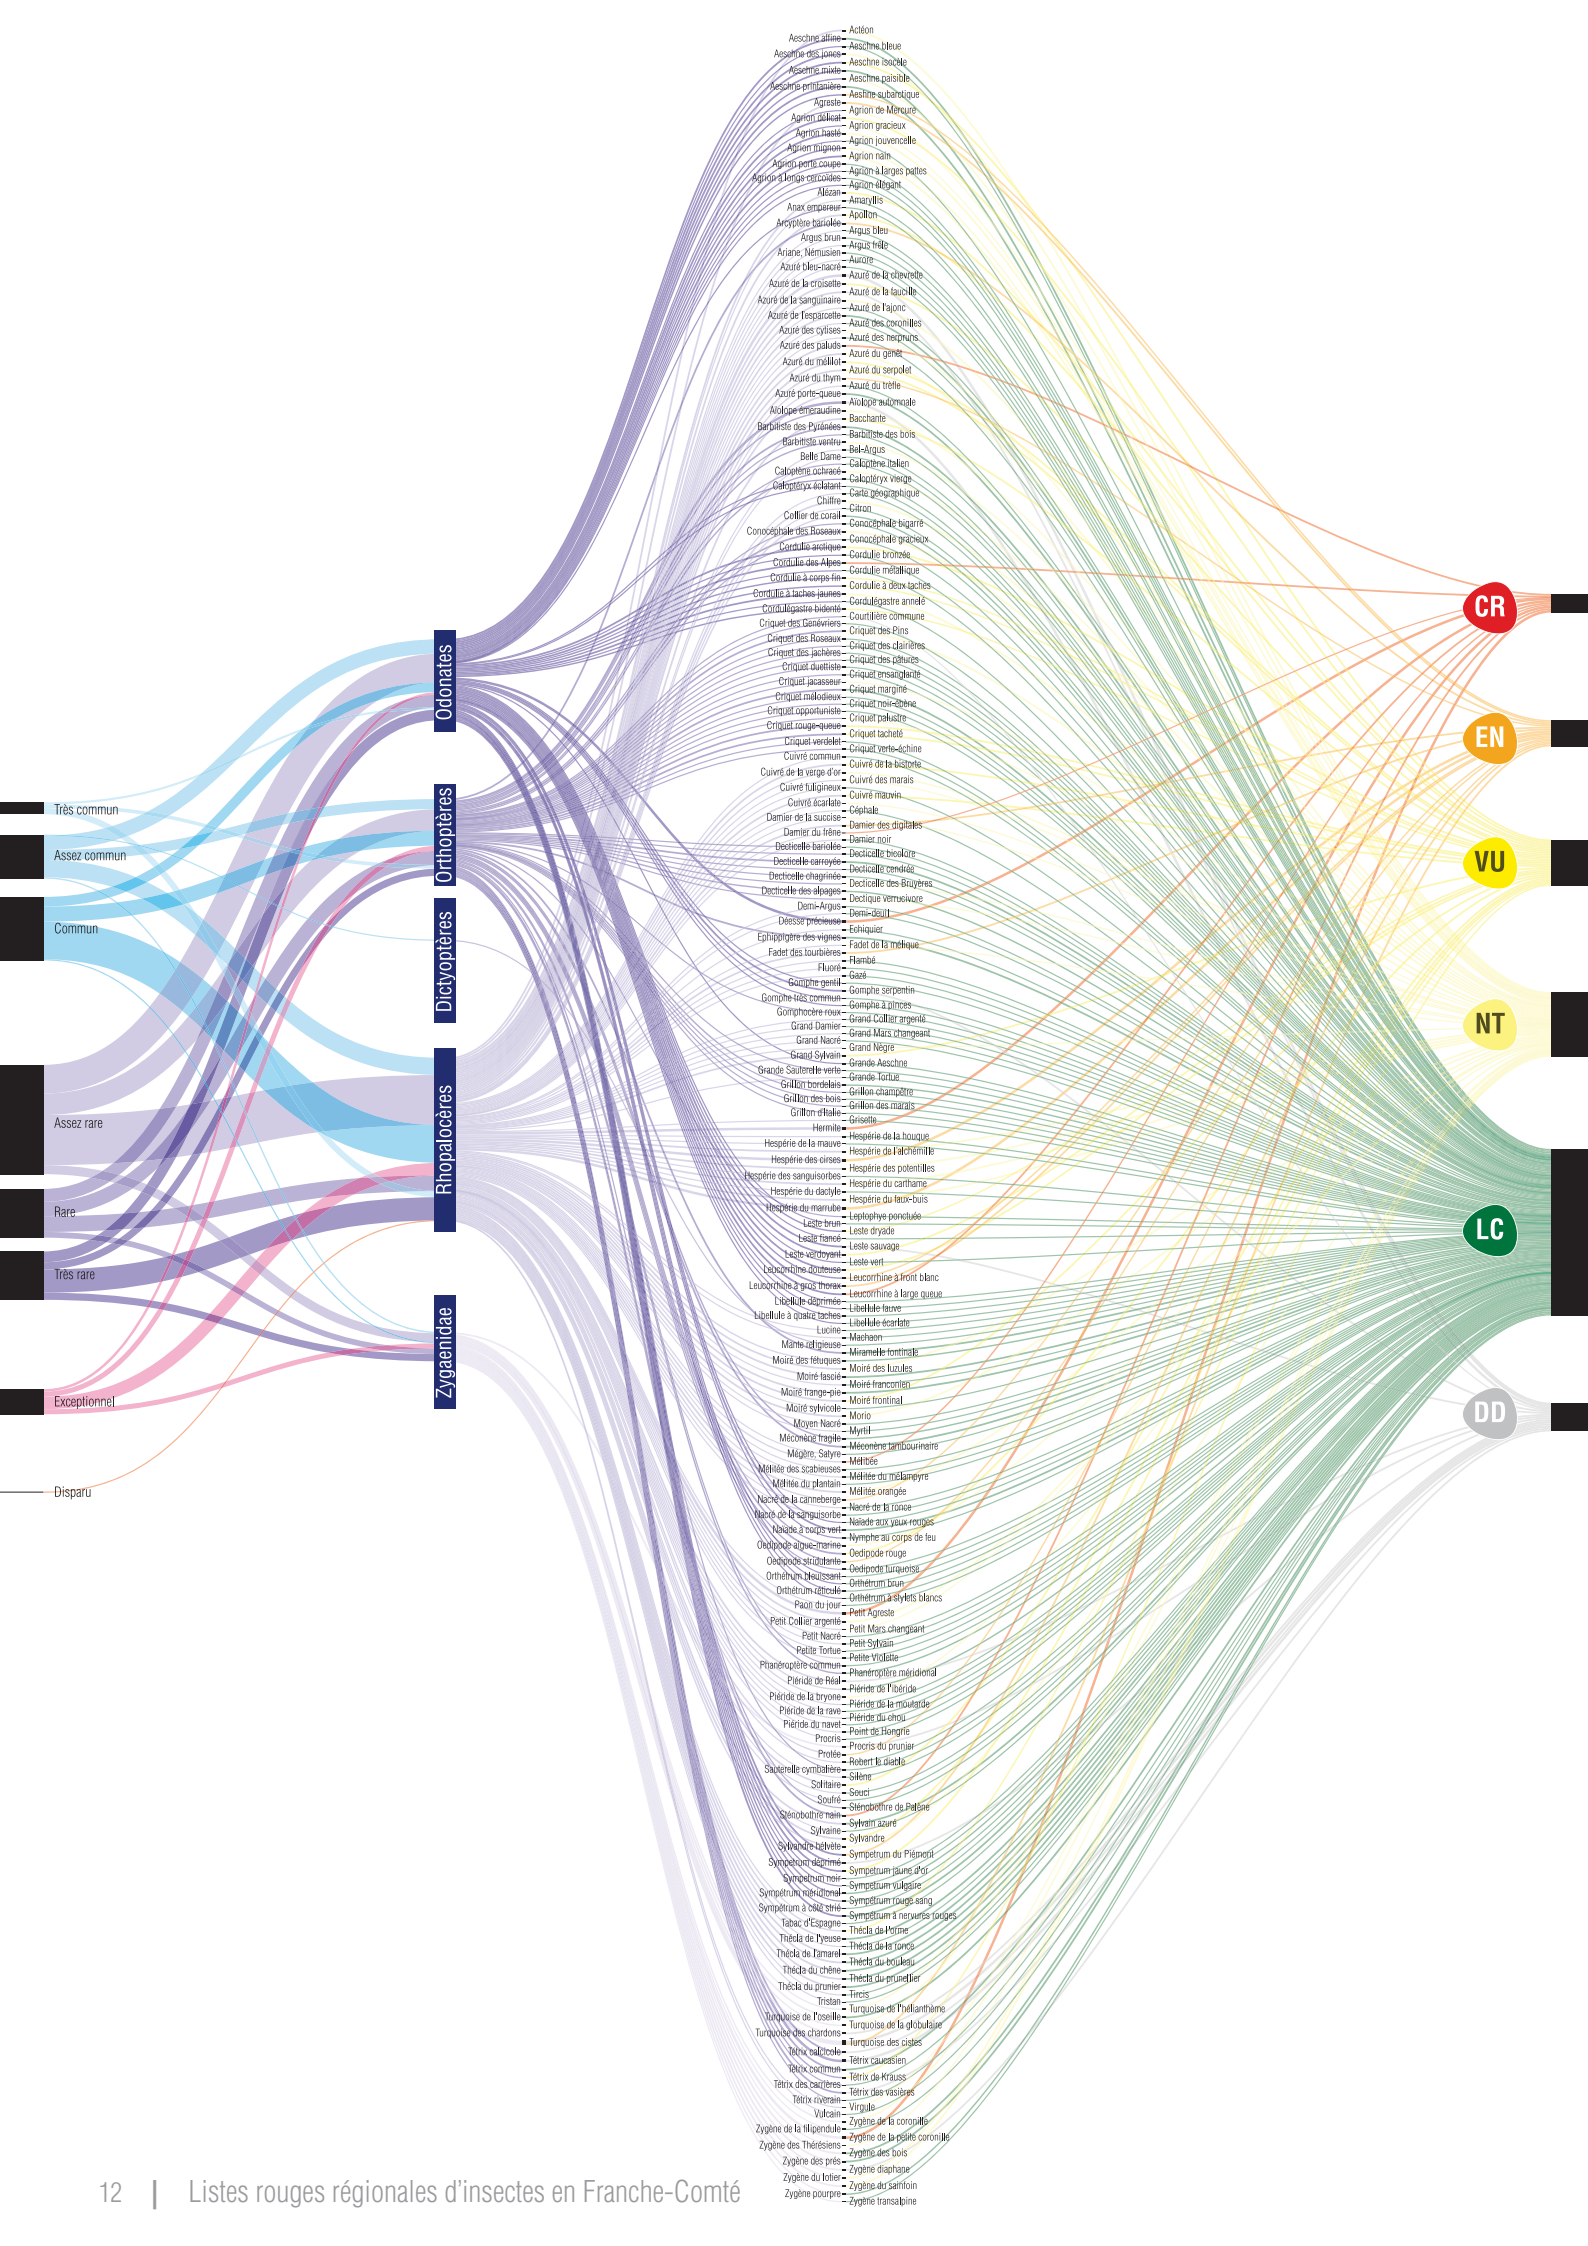 Très commun
Assez commun
Commun
Assez rare
Rare
Très rare
Exceptionnel
Disparu
Odonates
Orthoptères
Dictyoptères
Rhopalocères
Zygaenidae
Actéon
Aeschne affine
Aeschne bleue
Aeschne des joncs
Aeschne isocèle
Aeschne mixte
Aeschne paisible
Aeschne printanière
Aeshne subarctique
Agreste
Agrion de Mercure
Agrion délicat
Agrion gracieux
Agrion hasté
Agrion jouvencelle
Agrion mignon
Agrion nain
Agrion porte coupe
Agrion à larges pattes
Agrion à longs cercoïdes
Agrion élégant
Alézan
Amaryllis
Anax empereur
Apollon
Arcyptère bariolée
Argus bleu
Argus brun
Argus frêle
Ariane, Némusien
Aurore
Azuré bleu-nacré
Azuré de la chevrette
Azuré de la croisette
Azuré de la faucille
Azuré de la sanguinaire
Azuré de l'ajonc
Azuré de l'esparcette
Azuré des coronilles
Azuré des cytises
Azuré des nerpruns
Azuré des paluds
Azuré du genêt
Azuré du mélilot
Azuré du serpolet
Azuré du thym
Azuré du trèfle
Azuré porte-queue
Aïolope automnale
Aïolope émeraudine
Bacchante
Barbitiste des Pyrénées
Barbitiste des bois
Barbitiste ventru
Bel-Argus
Belle Dame
Caloptène italien
Caloptène ochracé
Caloptéryx vierge
Caloptéryx éclatant
Carte géographique
Chiffre
Citron
Collier de corail
Conocéphale bigarré
Conocéphale des Roseaux
Conocéphale gracieux
Cordulie arctique
Cordulie bronzée
Cordulie des Alpes
Cordulie métallique
Cordulie à corps fin
Cordulie à deux taches
Cordulie à taches jaunes
Cordulégastre annelé
Cordulégastre bidenté
Courtilière commune
Criquet des Genévriers
Criquet des Pins
Criquet des Roseaux
Criquet des clairières
Criquet des jachères
Criquet des pâtures
Criquet duettiste
Criquet ensanglanté
Criquet jacasseur
Criquet marginé
Criquet mélodieux
Criquet noir-ébène
Criquet opportuniste
Criquet palustre
Criquet rouge-queue
Criquet tacheté
Criquet verdelet
Criquet verte-échine
Cuivré commun
Cuivré de la bistorte
Cuivré de la verge d'or
Cuivré des marais
Cuivré fuligineux
Cuivré mauvin
Cuivré écarlate
Céphale
Damier de la succise
Damier des digitales
Damier du frêne
Damier noir
Decticelle bariolée
Decticelle bicolore
Decticelle carroyée
Decticelle cendrée
Decticelle chagrinée
Decticelle des Bruyères
Decticelle des alpages
Dectique verrucivore
Demi-Argus
Demi-deuil
Déesse précieuse
Echiquier
Ephippigère des vignes
Fadet de la mélique
Fadet des tourbières
Flambé
Fluoré
Gazé
Gomphe gentil
Gomphe serpentin
Gomphe très commun
Gomphe à pinces
Gomphocère roux
Grand Collier argenté
Grand Damier
Grand Mars changeant
Grand Nacré
Grand Nègre
Grand Sylvain
Grande Aeschne
Grande Sauterelle verte
Grande Tortue
Grillon bordelais
Grillon champêtre
Grillon des bois
Grillon des marais
Grillon d'Italie
Grisette
Hermite
Hespérie de la houque
Hespérie de la mauve
Hespérie de l'alchémille
Hespérie des cirses
Hespérie des potentilles
Hespérie des sanguisorbes
Hespérie du carthame
Hespérie du dactyle
Hespérie du faux-buis
Hespérie du marrube
Leptophye ponctuée
Leste brun
Leste dryade
Leste fiancé
Leste sauvage
Leste verdoyant
Leste vert
Leucorrhine douteuse
Leucorrhine à front blanc
Leucorrhine à gros thorax
Leucorrhine à large queue
Libellule déprimée
Libellule fauve
Libellule à quatre taches
Libellule écarlate
Lucine
Machaon
Mante religieuse
Miramelle fontinale
Moiré des fétuques
Moiré des luzules
Moiré fascié
Moiré franconien
Moiré frange-pie
Moiré frontinal
Moiré sylvicole
Morio
Moyen Nacré
Myrtil
Méconème fragile
Méconème tambourinaire
Mégère, Satyre
Mélibée
Mélitée des scabieuses
Mélitée du mélampyre
Mélitée du plantain
Mélitée orangée
Nacré de la canneberge
Nacré de la ronce
Nacré de la sanguisorbe
Naïade aux yeux rouges
Naïade à corps vert
Nymphe au corps de feu
Oedipode aigue-marine
Oedipode rouge
Oedipode stridulante
Oedipode turquoise
Orthétrum bleuissant
Orthétrum brun
Orthétrum réticulé
Orthétrum à stylets blancs
Paon du jour
Petit Agreste
Petit Collier argenté
Petit Mars changeant
Petit Nacré
Petit Sylvain
Petite Tortue
Petite Violette
Phanéroptère commun
Phanéroptère méridional
Piéride de Réal
Piéride de l'ibéride
Piéride de la bryone
Piéride de la moutarde
Piéride de la rave
Piéride du chou
Piéride du navet
Point de Hongrie
Procris
Procris du prunier
Protée
Robert le diable
Sauterelle cymbalière
Silène
Solitaire
Souci
Soufré
Sténobothre de Palène
Sténobothre nain
Sylvain azuré
Sylvaine
Sylvandre
Sylvandre helvète
Sympetrum du Piémont
Sympetrum déprimé
Sympetrum jaune d'or
Sympetrum noir
Sympetrum vulgaire
Sympétrum méridional
Sympétrum rouge sang
Sympétrum à côté strié
Sympétrum à nervures rouges
Tabac d'Espagne
Thécla de l'orme
Thécla de l'yeuse
Thécla de la ronce
Thécla de l'amarel
Thécla du bouleau
Thécla du chêne
Thécla du prunellier
Thécla du prunier
Tircis
Tristan
Turquoise de l'hélianthème
Turquoise de l'oseille
Turquoise de la globulaire
Turquoise des chardons
Turquoise des cistes
Tétrix calcicole
Tétrix caucasien
Tétrix commun
Tétrix de Krauss
Tétrix des carrières
Tétrix des vasières
Tétrix riverain
Virgule
Vulcain
Zygène de la coronille
Zygène de la filipendule
Zygène de la petite coronille
Zygène des Thérésiens
Zygène des bois
Zygène des prés
Zygène diaphane
Zygène du lotier
Zygène du sainfoin
Zygène pourpre
Zygène transalpine
CR
EN
VU
NT
LC
DD
12 | Listes rouges régionales d'insectes en Franche-Comté